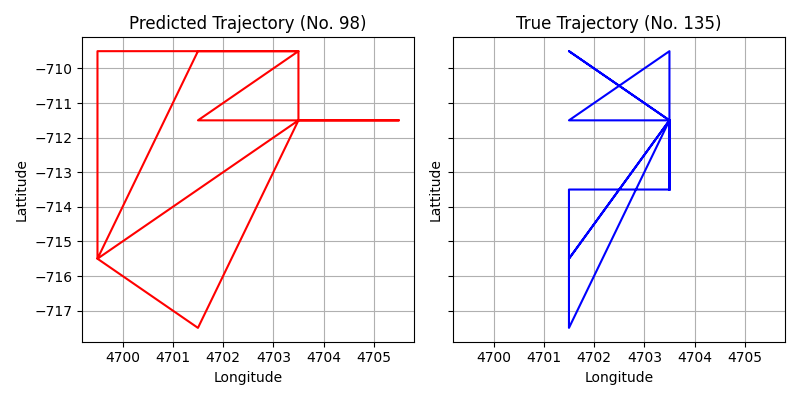 Predicted Trajectory (No. 98)
True Trajectory (No. 135)
−710
−711
−712
−713
−714
−715
−716
−717
Lattitude
Lattitude
4700 4701 4702 4703 4704 4705
4700 4701 4702 4703 4704 4705
Longitude
Longitude